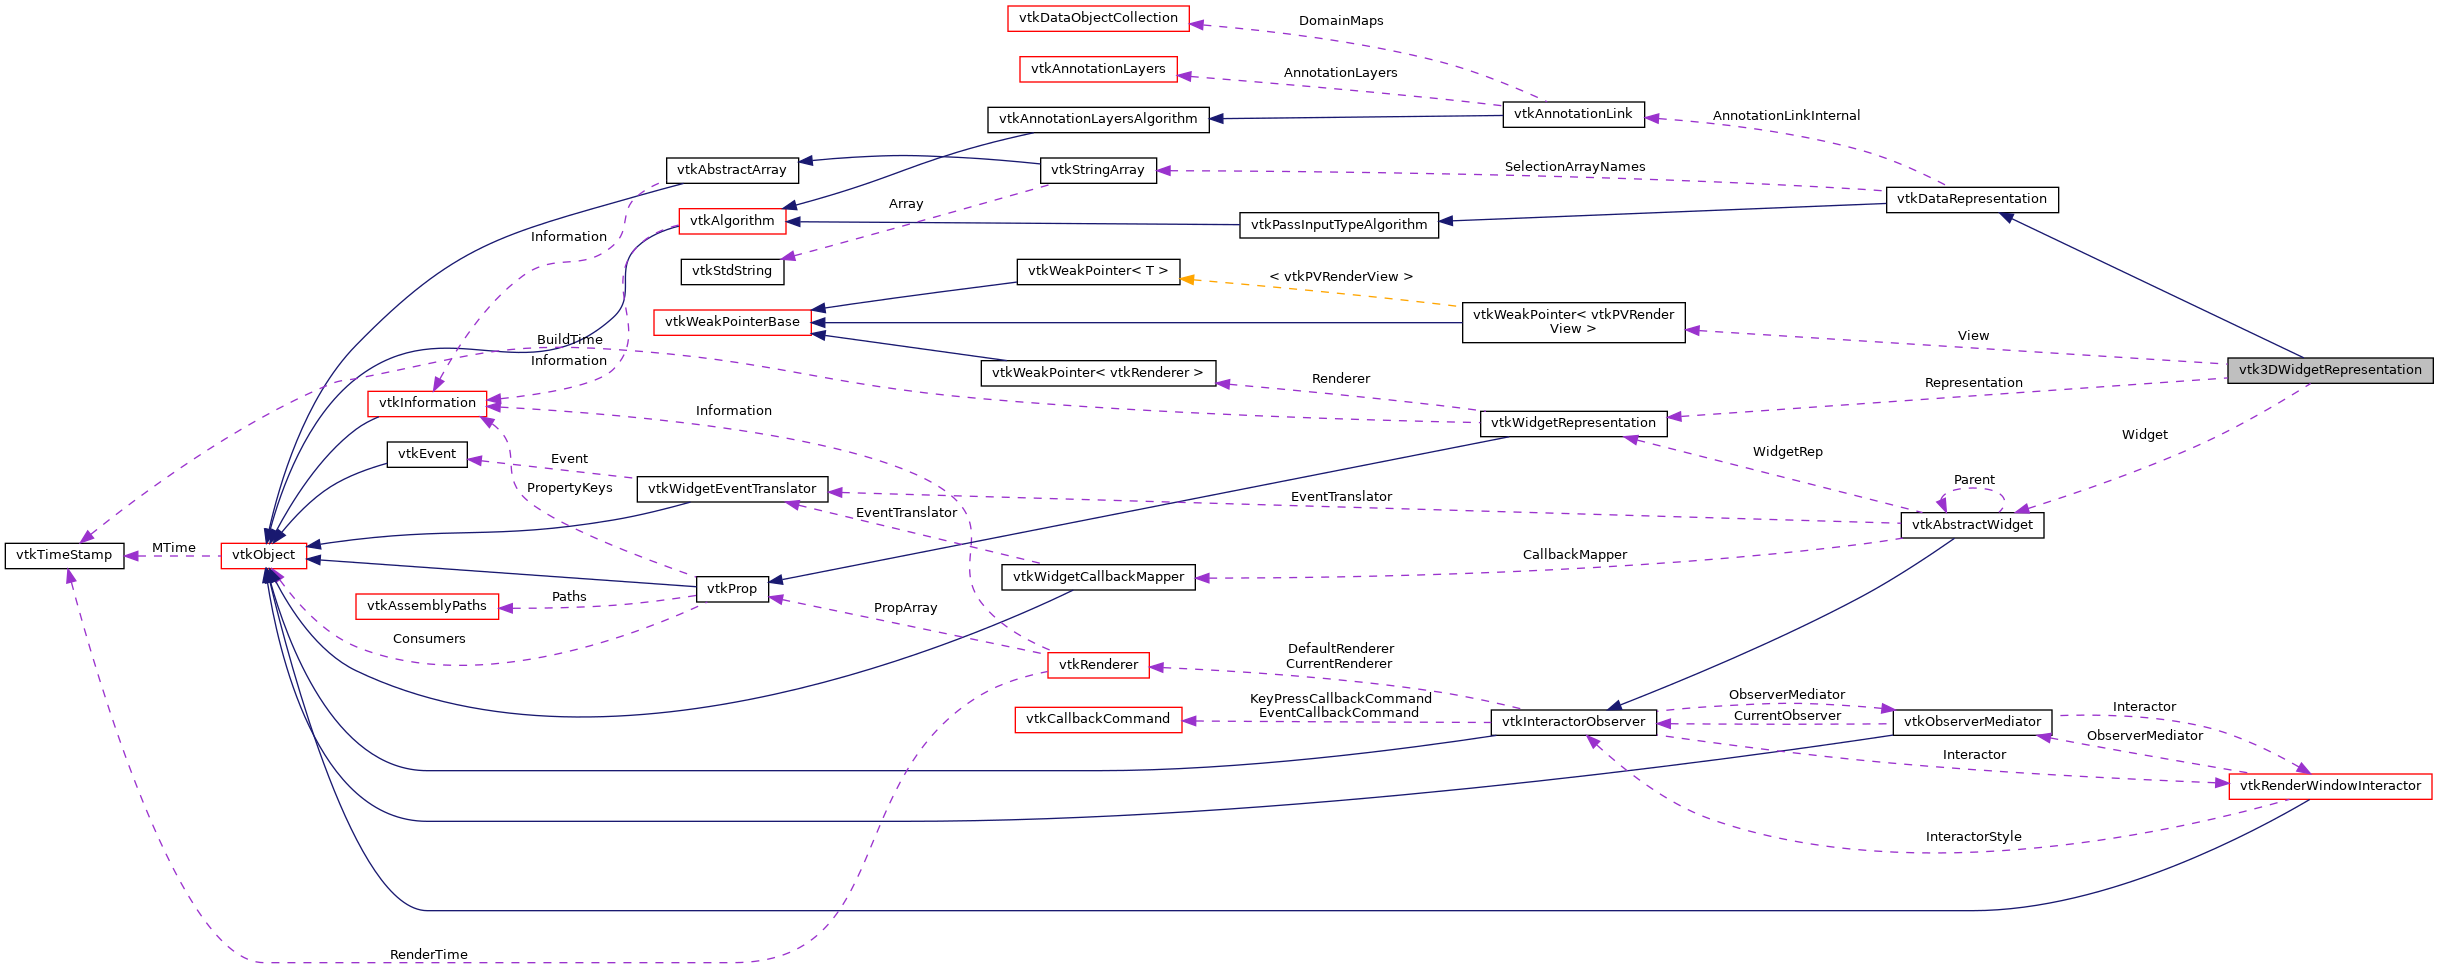 vtkDataObjectCollection
DomainMaps
vtkAnnotationLayers
AnnotationLayers
vtkAnnotationLayersAlgorithm
vtkAnnotationLink
AnnotationLinkInternal
vtkAbstractArray
vtkStringArray
SelectionArrayNames
vtkDataRepresentation
Array
vtkAlgorithm
vtkPassInputTypeAlgorithm
Information
vtkStdString
vtkWeakPointer< T >
< vtkPVRenderView >
vtkWeakPointerBase
vtkWeakPointer< vtkPVRender
View >
View
BuildTime
Information
vtkWeakPointer< vtkRenderer >
Renderer
vtk3DWidgetRepresentation
Representation
vtkInformation
Information
vtkWidgetRepresentation
Widget
vtkEvent
Event
WidgetRep
Parent
PropertyKeys
vtkWidgetEventTranslator
EventTranslator
EventTranslator
vtkAbstractWidget
vtkTimeStamp
MTime
vtkObject
CallbackMapper
vtkWidgetCallbackMapper
vtkProp
vtkAssemblyPaths
Paths
PropArray
Consumers
vtkRenderer
DefaultRenderer
CurrentRenderer
KeyPressCallbackCommand
EventCallbackCommand
vtkCallbackCommand
vtkInteractorObserver
ObserverMediator
CurrentObserver
vtkObserverMediator
Interactor
ObserverMediator
Interactor
vtkRenderWindowInteractor
InteractorStyle
RenderTime